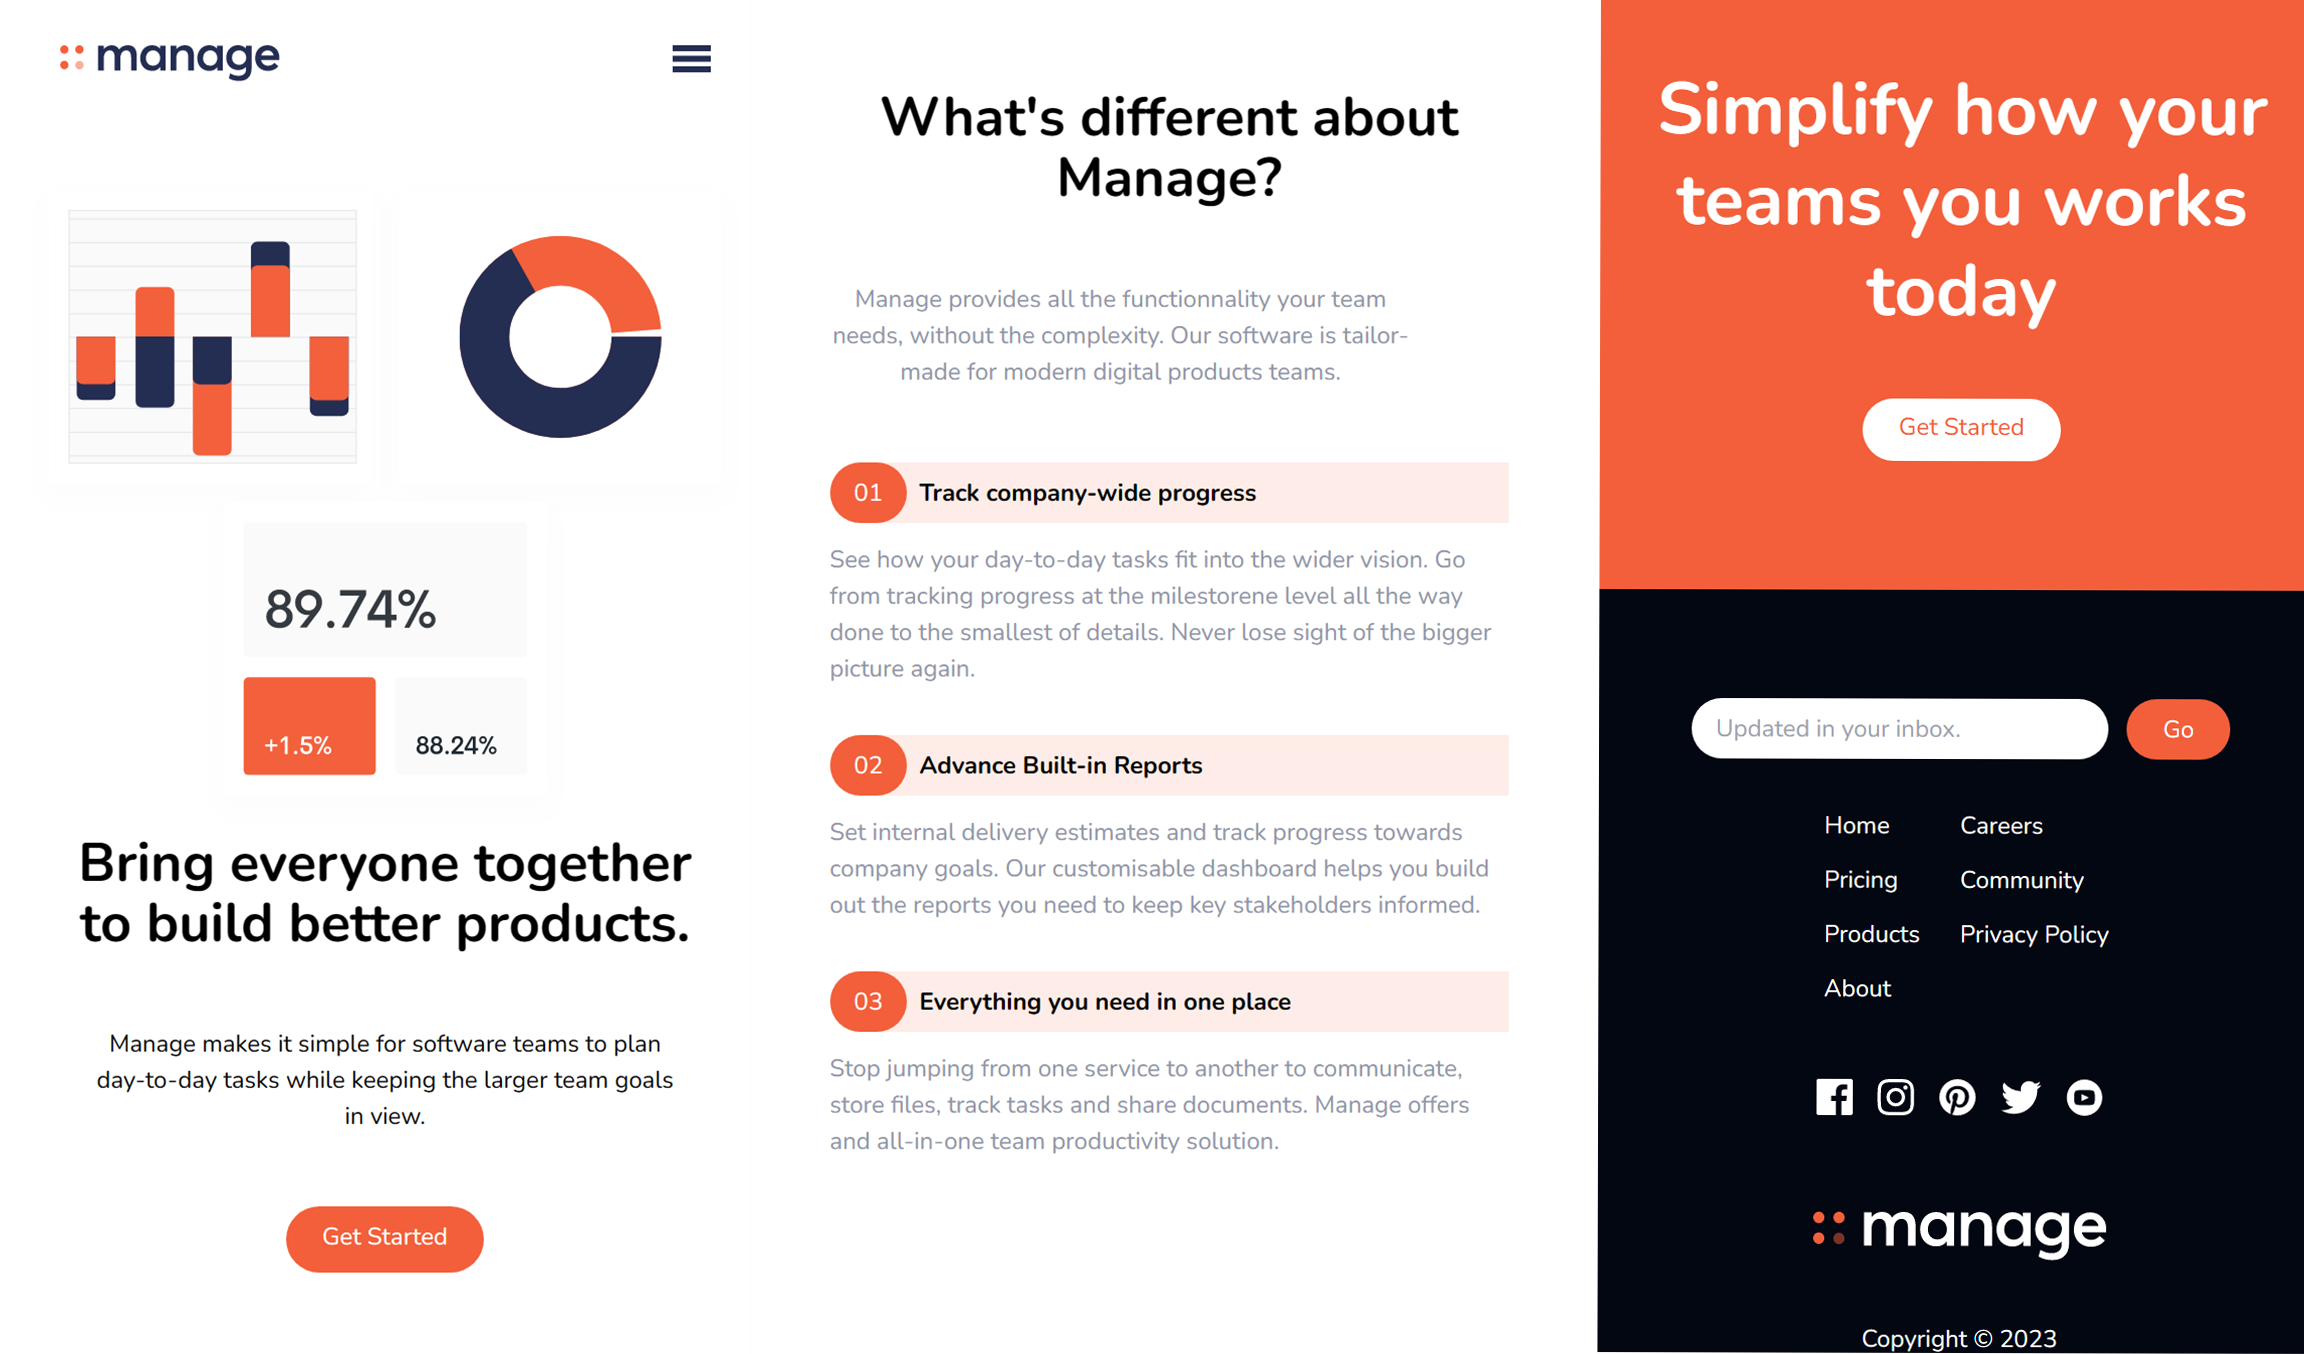 manage
89.74%
+1.5%
88.24%
Bring everyone together
to build better products.
Manage makes it simple for software teams to plan
day-to-day tasks while keeping the larger team goals
in view.
Get Started
What's different about
Manage?
Manage provides all the functionnality your team
needs, without the complexity. Our software is tailor-
made for modern digital products teams.
01 Track company-wide progress
See how your day-to-day tasks fit into the wider vision. Go
from tracking progress at the milestorene level all the way
done to the smallest of details. Never lose sight of the bigger
picture again.
02 Advance Built-in Reports
Set internal delivery estimates and track progress towards
company goals. Our customisable dashboard helps you build
out the reports you need to keep key stakeholders informed.
03 Everything you need in one place
Stop jumping from one service to another to communicate,
store files, track tasks and share documents. Manage offers
and all-in-one team productivity solution.
Simplify how your
teams you works
today
Get Started
Updated in your inbox.
Go
Home
Pricing
Products
About
Careers
Community
Privacy Policy
manage
Copyright © 2023